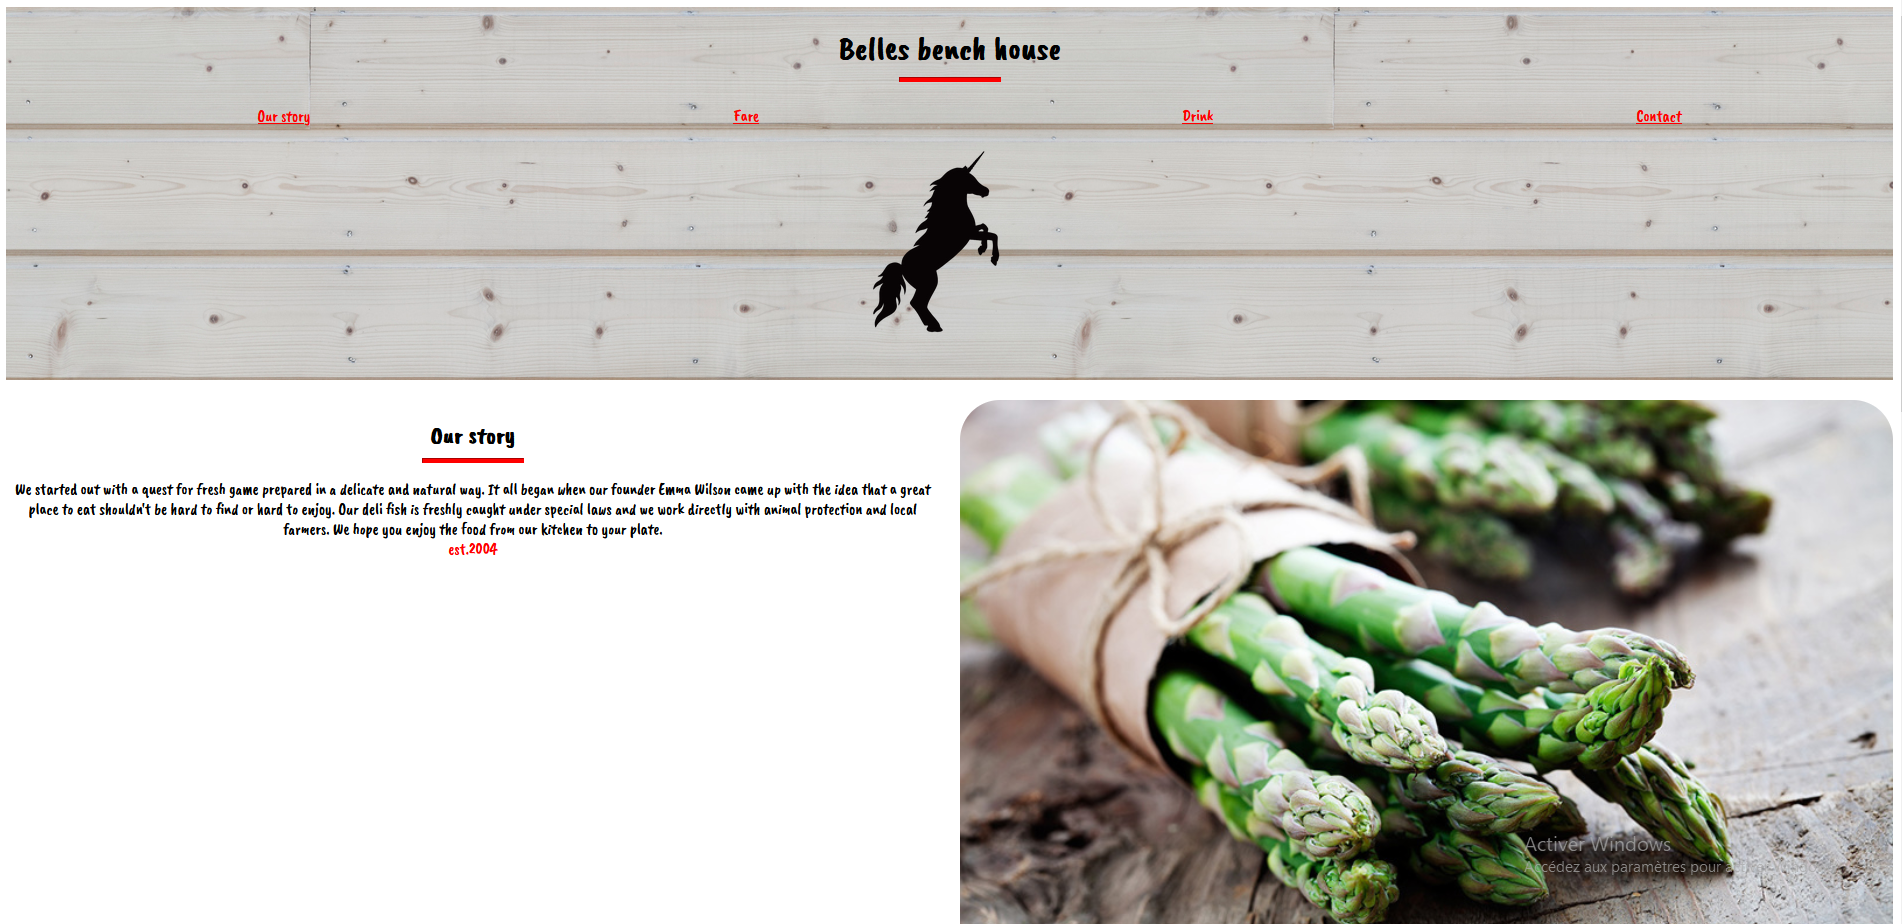 Belles bench house
Our story
Fare
Drink
Contact
Our story
We started out with a quest for fresh game prepared in a delicate and natural way. It all began when our founder Emma Wilson came up with the idea that a great
place to eat shouldn't be hard to find or hard to enjoy. Our deli fish is freshly caught under special laws and we work directly with animal protection and local
farmers. We hope you enjoy the food from our kitchen to your plate.
est.2004
Activer Windows
Accédez aux paramètres pour